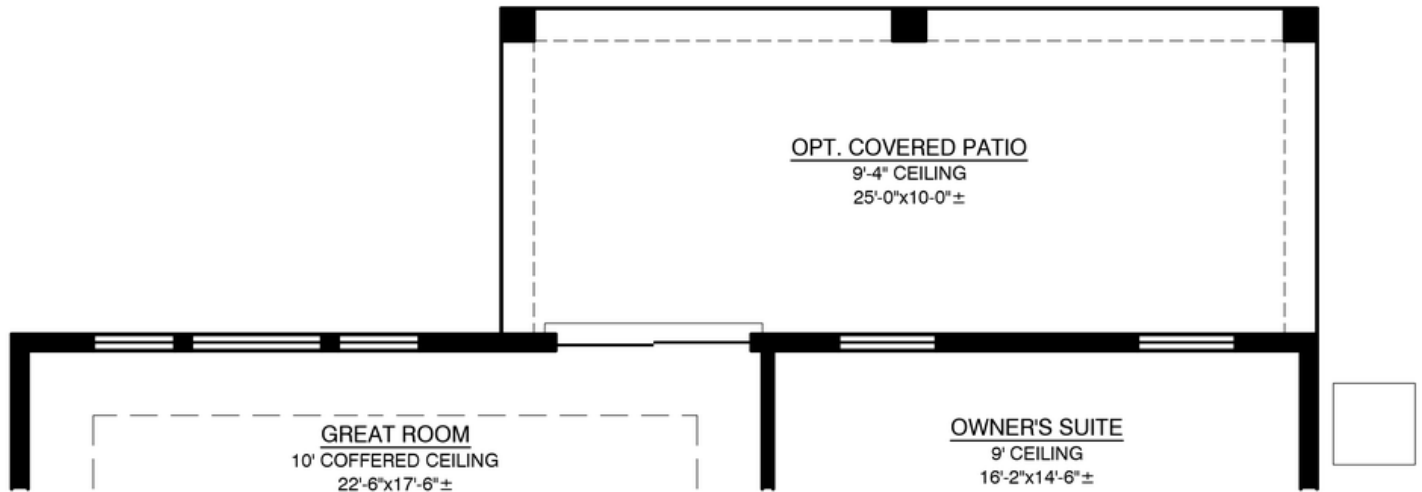 OPT. COVERED PATIO
9'-4" CEILING
25'-0"x10-0"±
GREAT ROOM
10' COFFERED CEILING
22'-6"x17'-6"±
OWNER'S SUITE
9' CEILING
16'-2"x14'-6"±